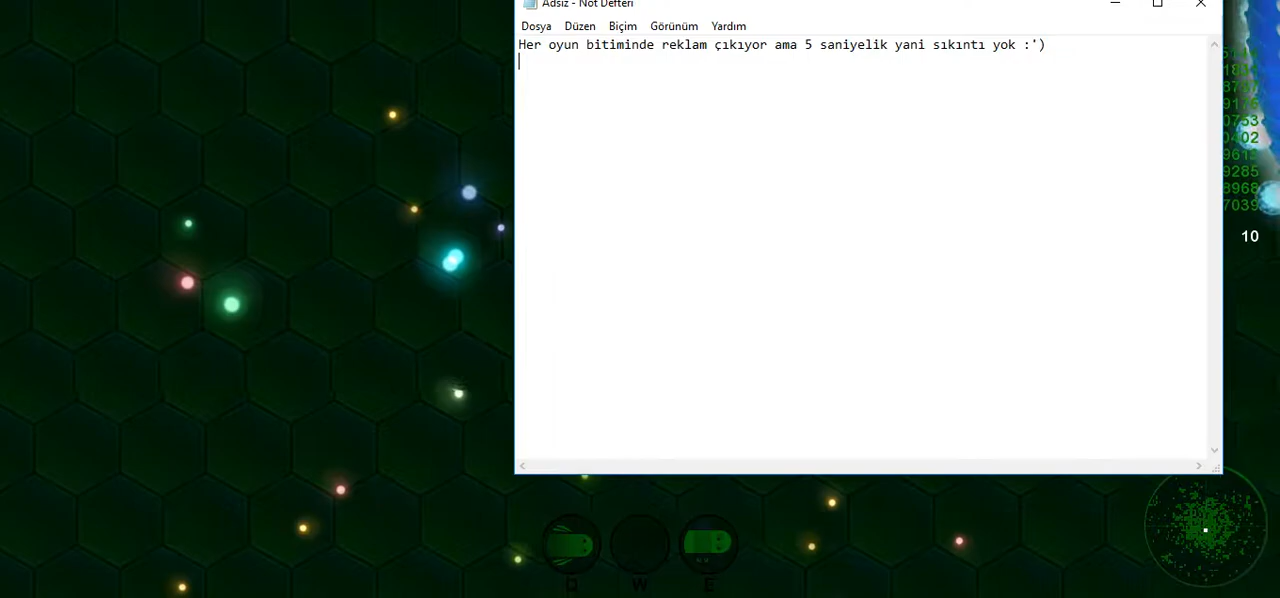 Adsız - Not Defteri
Dosya Düzen Biçim Görünüm Yardım
Her oyun bitiminde reklam çıkıyor ama 5 saniyelik yani sıkıntı yok :')
10
W E